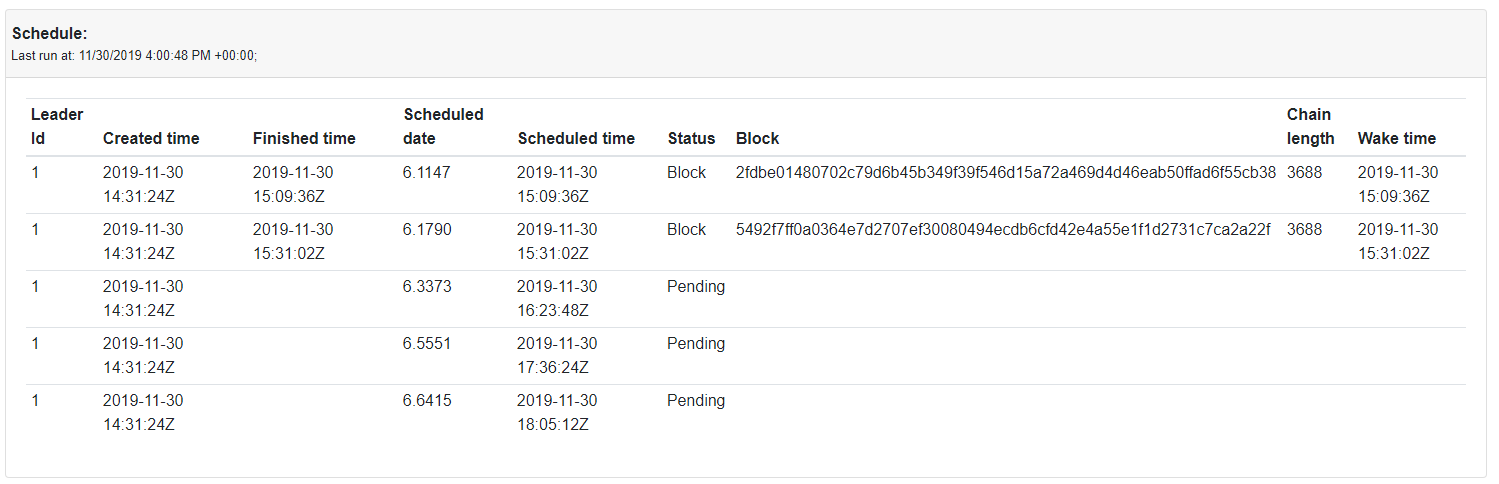 Schedule:
Last run at: 11/30/2019 4:00:48 PM +00:00;
Leader Id Created time Finished time Scheduled date Scheduled time Status Block Chain length Wake time
1 2019-11-30 14:31:24Z 2019-11-30 15:09:36Z 6.1147 2019-11-30 15:09:36Z Block 2fdbe01480702c79d6b45b349f39f546d15a72a469d4d46eab50ffad6f55cb38 3688 2019-11-30 15:09:36Z
1 2019-11-30 14:31:24Z 2019-11-30 15:31:02Z 6.1790 2019-11-30 15:31:02Z Block 5492f7ff0a0364e7d2707ef30080494ecdb6cfd42e4a55e1f1d2731c7ca2a22f 3688 2019-11-30 15:31:02Z
1 2019-11-30 14:31:24Z 6.3373 2019-11-30 16:23:48Z Pending
1 2019-11-30 14:31:24Z 6.5551 2019-11-30 17:36:24Z Pending
1 2019-11-30 14:31:24Z 6.6415 2019-11-30 18:05:12Z Pending